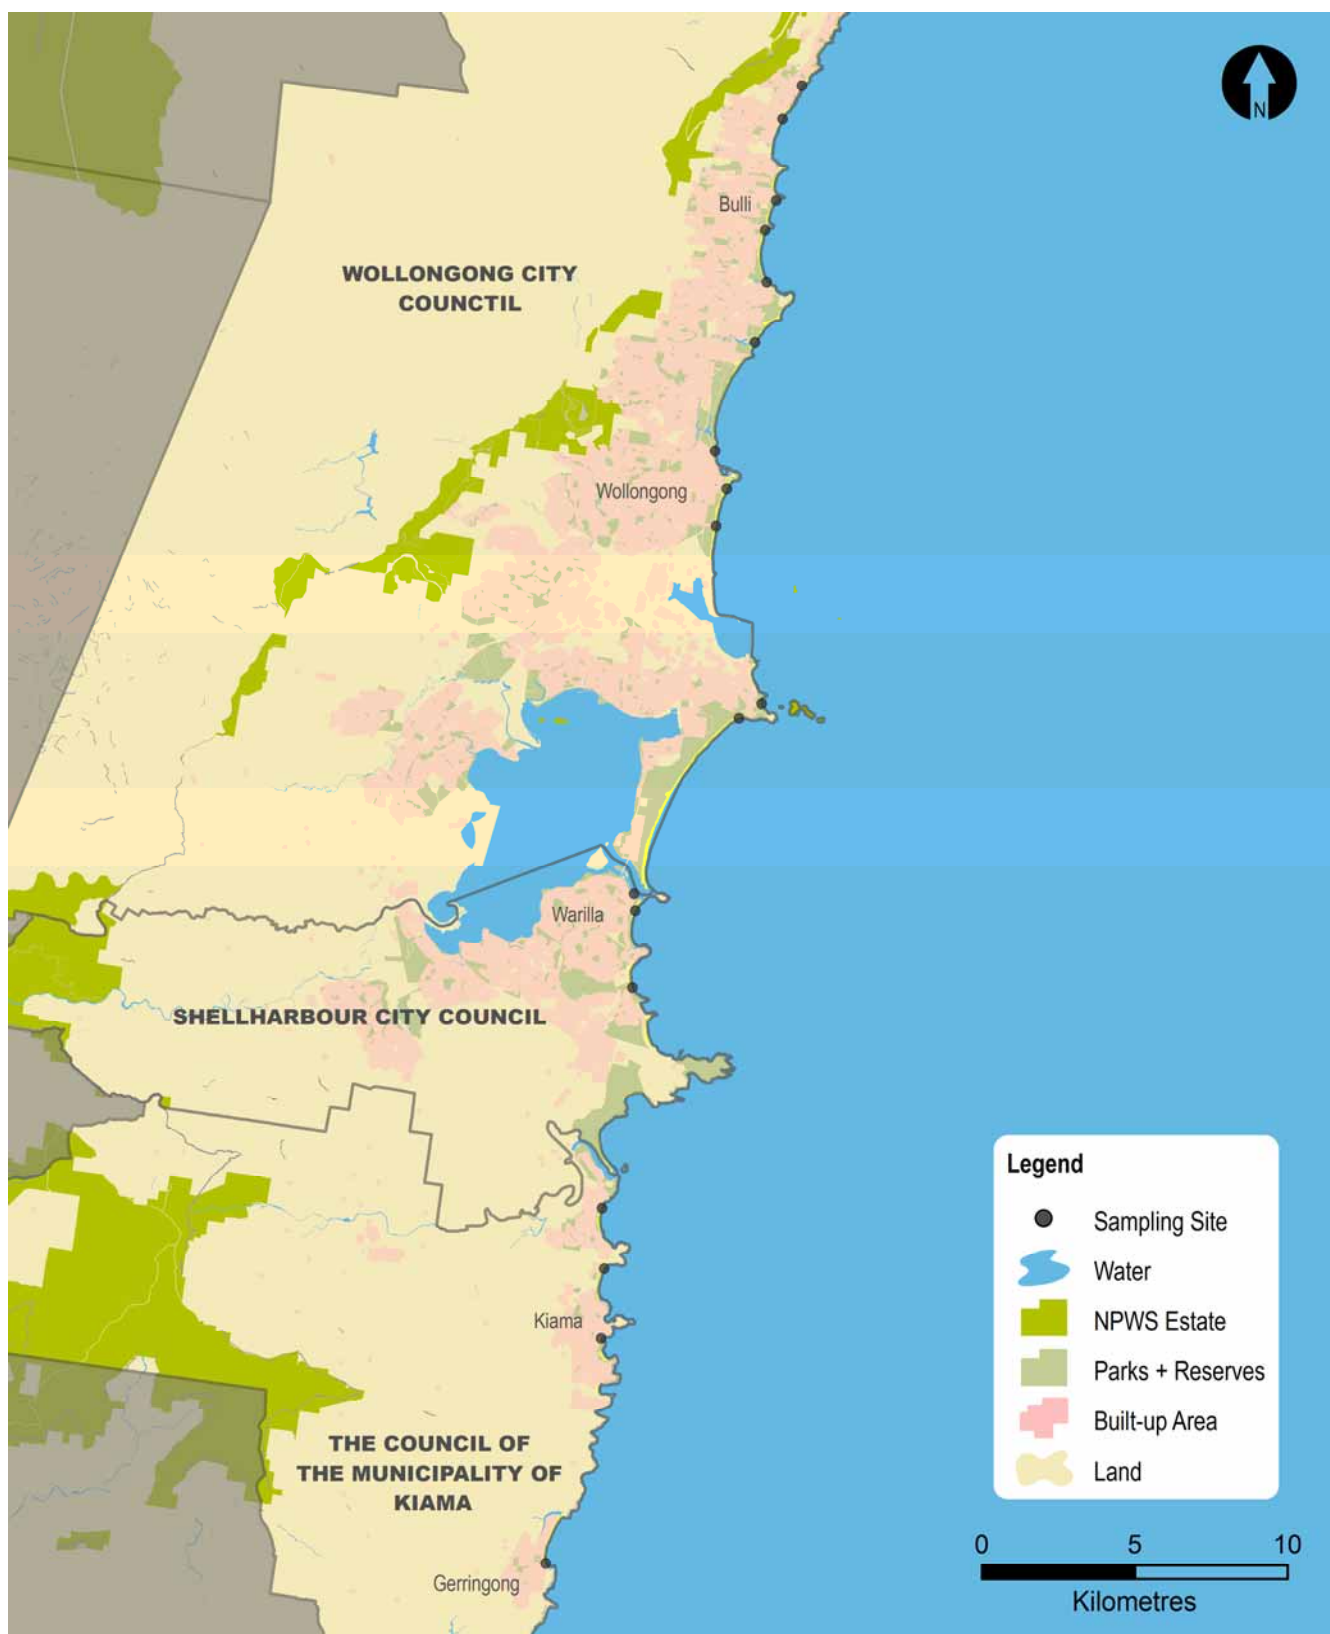 N
Bulli
WOLLONGONG CITY
COUNCTIL
Wollongong
Warilla
SHELLHARBOUR CITY COUNCIL
Legend
Sampling Site
Water
NPWS Estate
Parks + Reserves
Built-up Area
Land
Kiama
THE COUNCIL OF
THE MUNICIPALITY OF
KIAMA
Gerringong
0 5 10
Kilometres